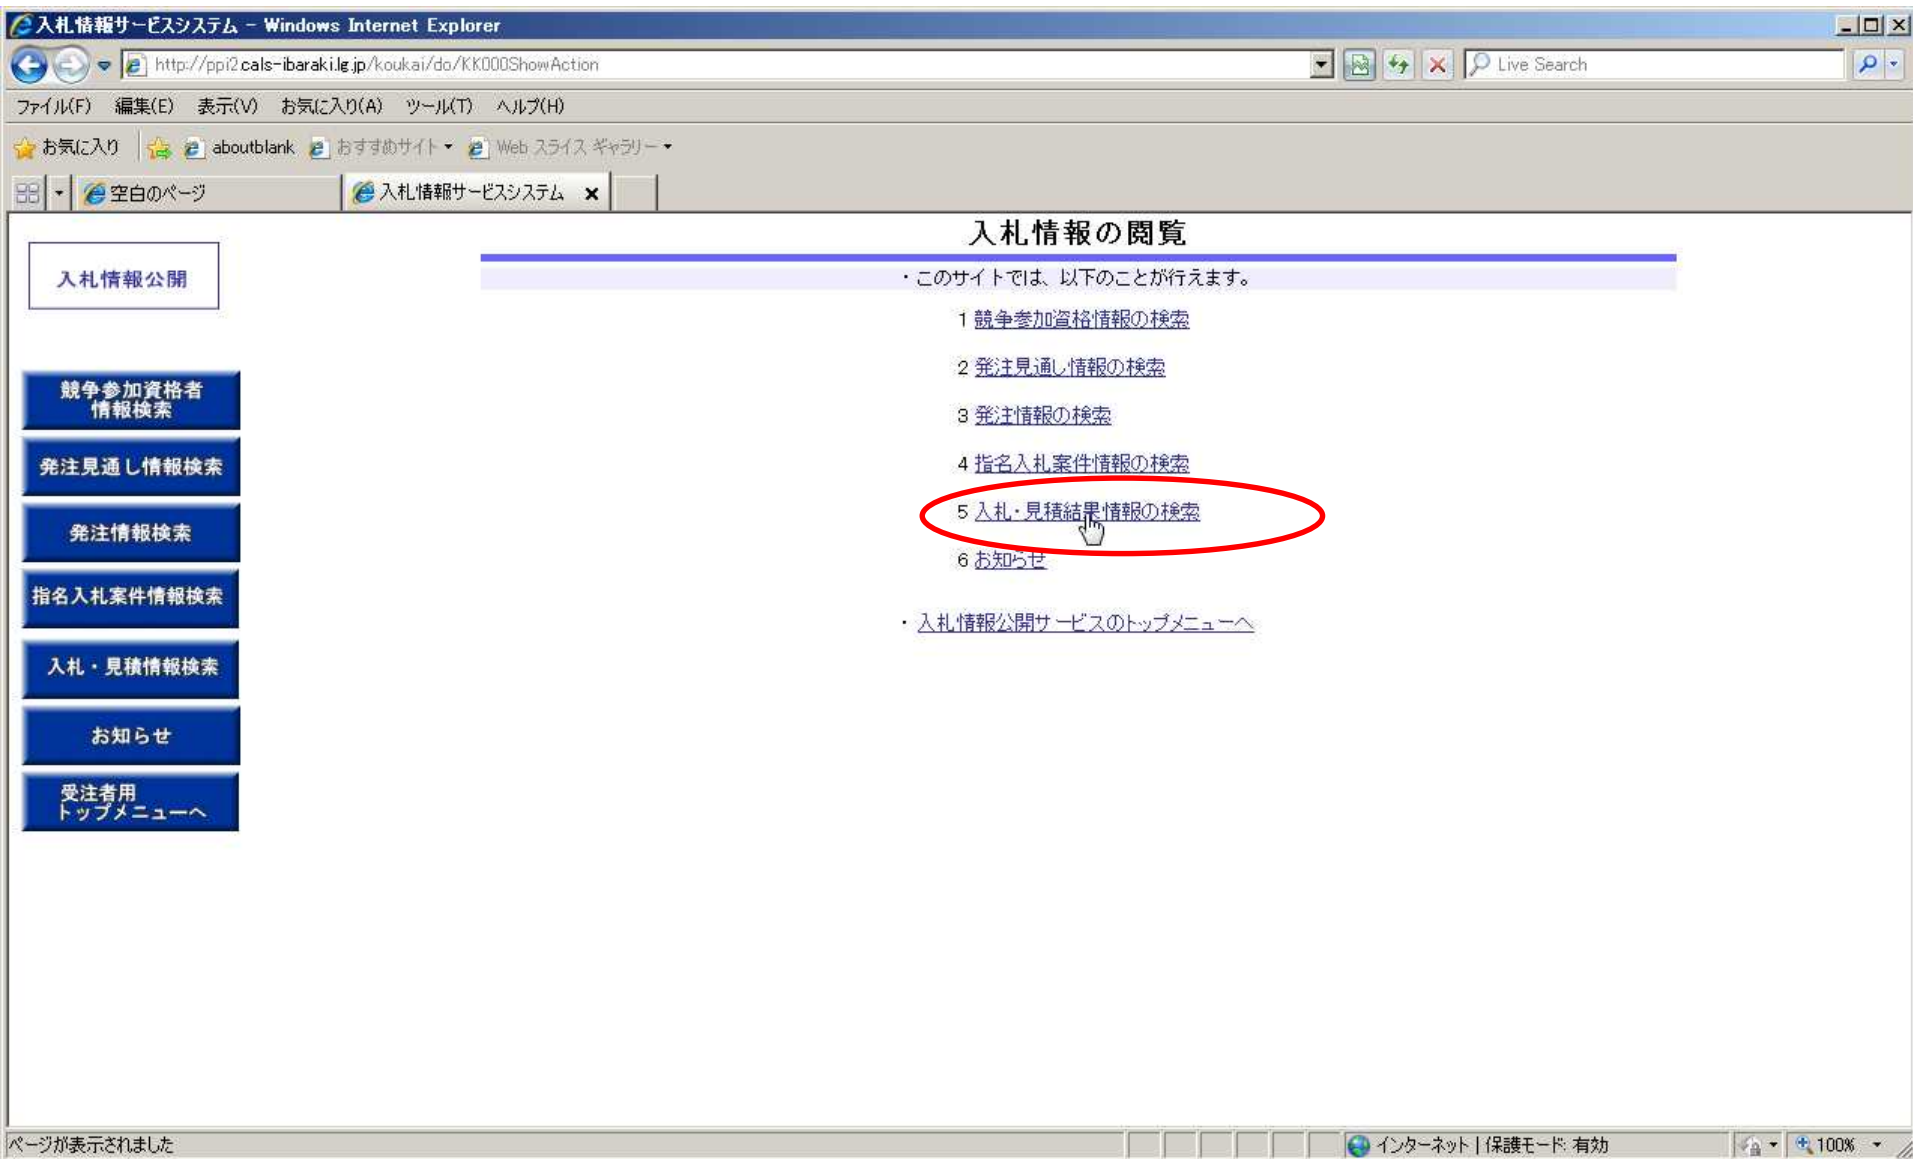 入札情報サービスシステム - Windows Internet Explorer
http://ppi2.cals-ibaraki.lg.jp/koukai/do/KK000ShowAction
Live Search
ファイル(F) 編集(E) 表示(V) お気に入り(A) ツール(T) ヘルプ(H)
お気に入り aboutblank おすすめサイト Web スライス ギャラリー
空白のページ 入札情報サービスシステム
入札情報の閲覧
・このサイトでは、以下のことが行えます。
1 競争参加資格情報の検索
2 発注見通し情報の検索
3 発注情報の検索
4 指名入札案件情報の検索
5 入札・見積結果情報の検索
6 お知らせ
・入札情報公開サービスのトップメニューへ
入札情報公開
競争参加資格者
情報検索
発注見通し情報検索
発注情報検索
指名入札案件情報検索
入札・見積情報検索
お知らせ
受注者用
トップメニューへ
ページが表示されました
インターネット | 保護モード: 有効
100%